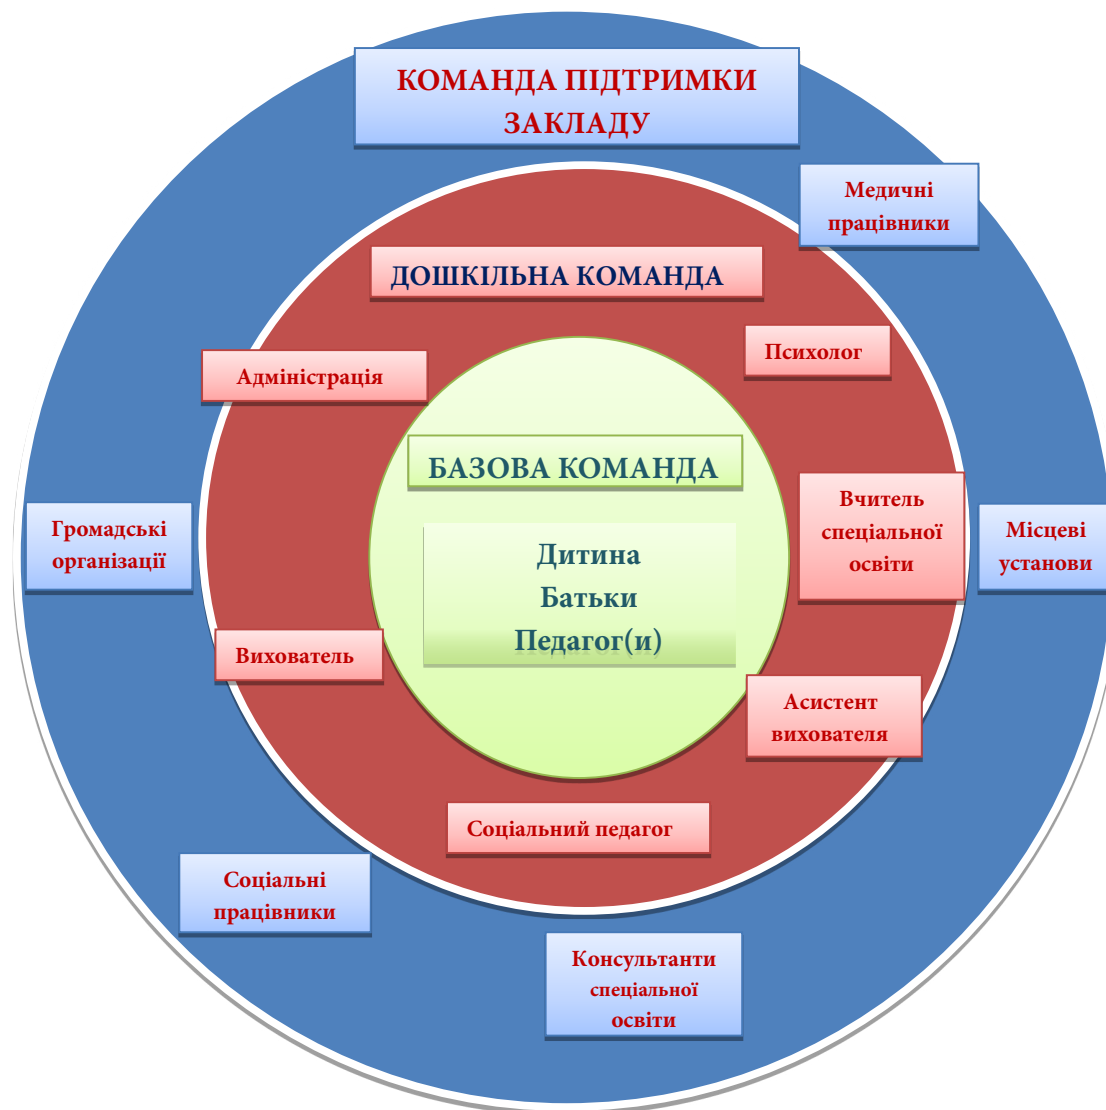 КОМАНДА ПІДТРИМКИ
ЗАКЛАДУ
Медичні
працівники
ДОШКІЛЬНА КОМАНДА
Психолог
Адміністрація
БАЗОВА КОМАНДА
Дитина
Батьки
Педагог(и)
Вчитель
спеціальної
освіти
Громадські
організації
Місцеві
установи
Вихователь
Асистент
вихователя
Соціальний педагог
Соціальні
працівники
Консультанти
спеціальної
освіти